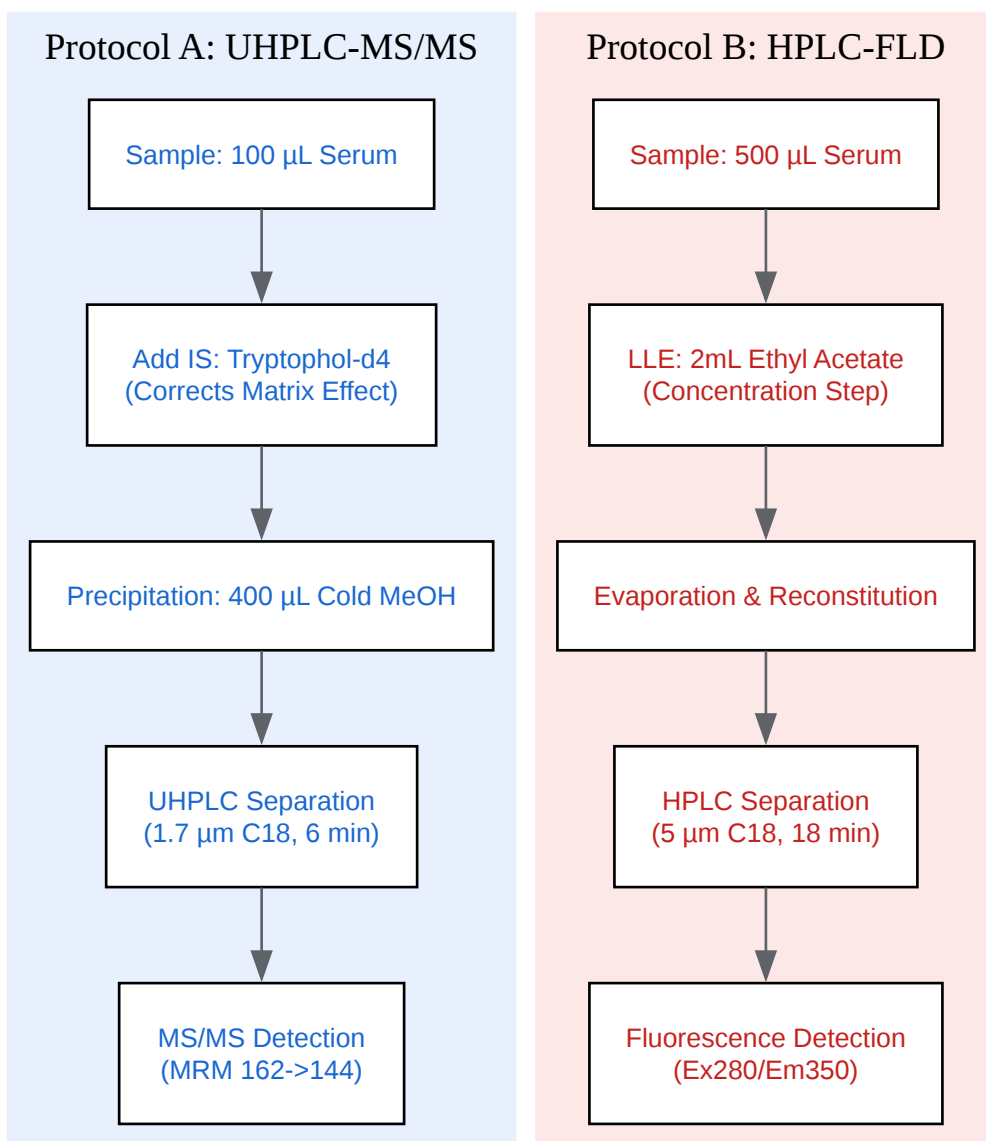 Protocol A: UHPLC-MS/MS
Sample: 100 µL Serum
Add IS: Tryptophol-d4
(Corrects Matrix Effect)
Precipitation: 400 µL Cold MeOH
UHPLC Separation
(1.7 µm C18, 6 min)
MS/MS Detection
(MRM 162->144)
Protocol B: HPLC-FLD
Sample: 500 µL Serum
LLE: 2mL Ethyl Acetate
(Concentration Step)
Evaporation & Reconstitution
HPLC Separation
(5 µm C18, 18 min)
Fluorescence Detection
(Ex280/Em350)